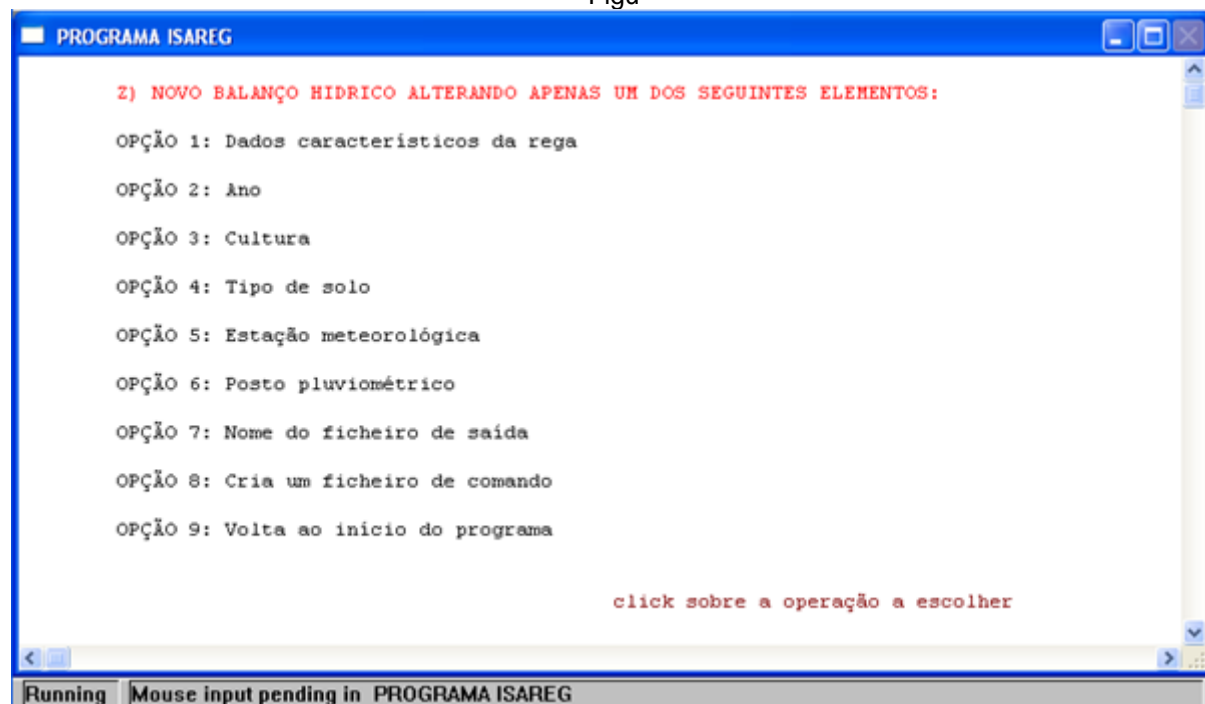 Figu
PROGRAMA ISAREG
Z) NOVO BALANÇO HIDRICO ALTERANDO APENAS UM DOS SEGUINTES ELEMENTOS:
OPÇÃO 1: Dados característicos da rega
OPÇÃO 2: Ano
OPÇÃO 3: Cultura
OPÇÃO 4: Tipo de solo
OPÇÃO 5: Estação meteorológica
OPÇÃO 6: Posto pluviométrico
OPÇÃO 7: Nome do ficheiro de saída
OPÇÃO 8: Cria um ficheiro de comando
OPÇÃO 9: Volta ao início do programa
click sobre a operação a escolher
Running Mouse input pending in PROGRAMA ISAREG